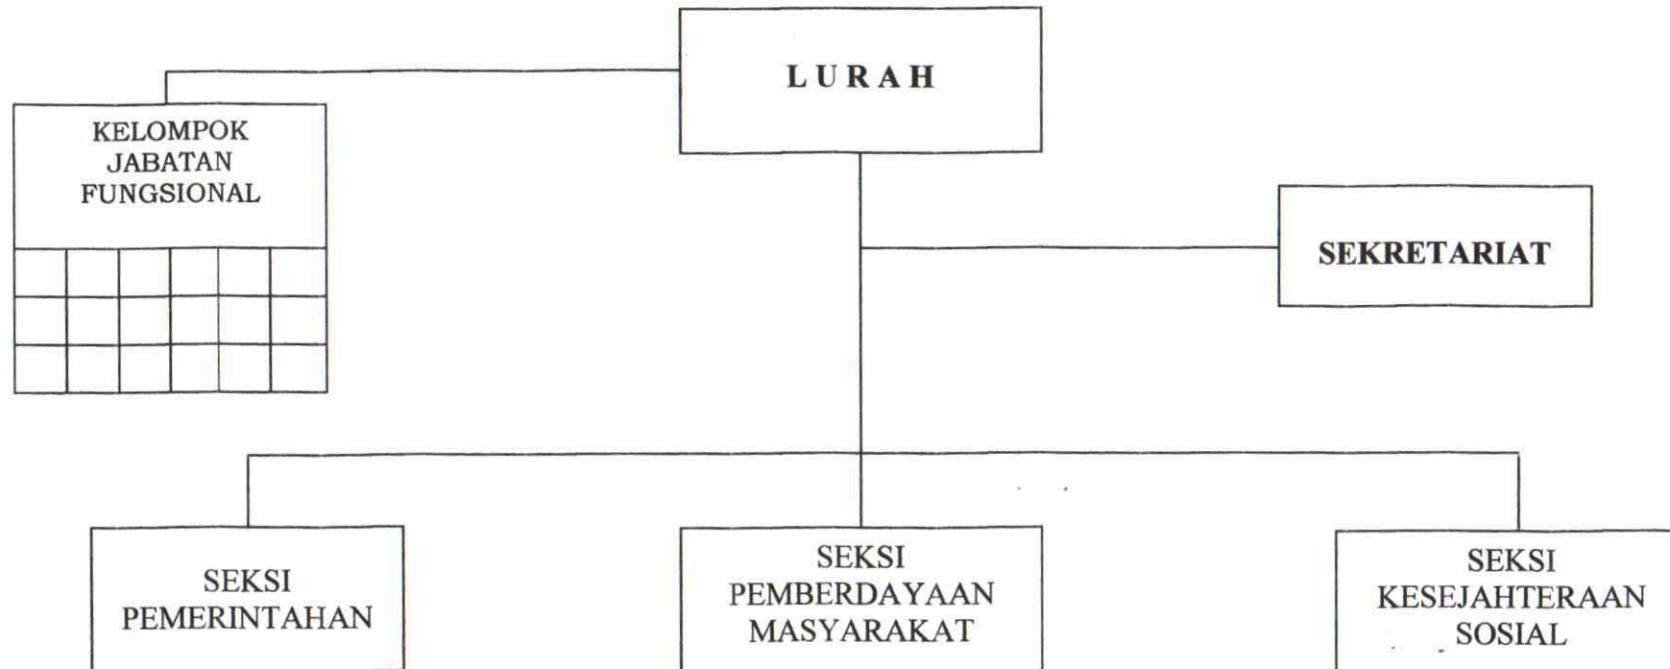 L U R A H
KELOMPOK
JABATAN
FUNGSIONAL
SEKRETARIAT
SEKSI
PEMERINTAHAN
SEKSI
PEMBERDAYAAN
MASYARAKAT
SEKSI
KESEJAHTERAAN
SOSIAL